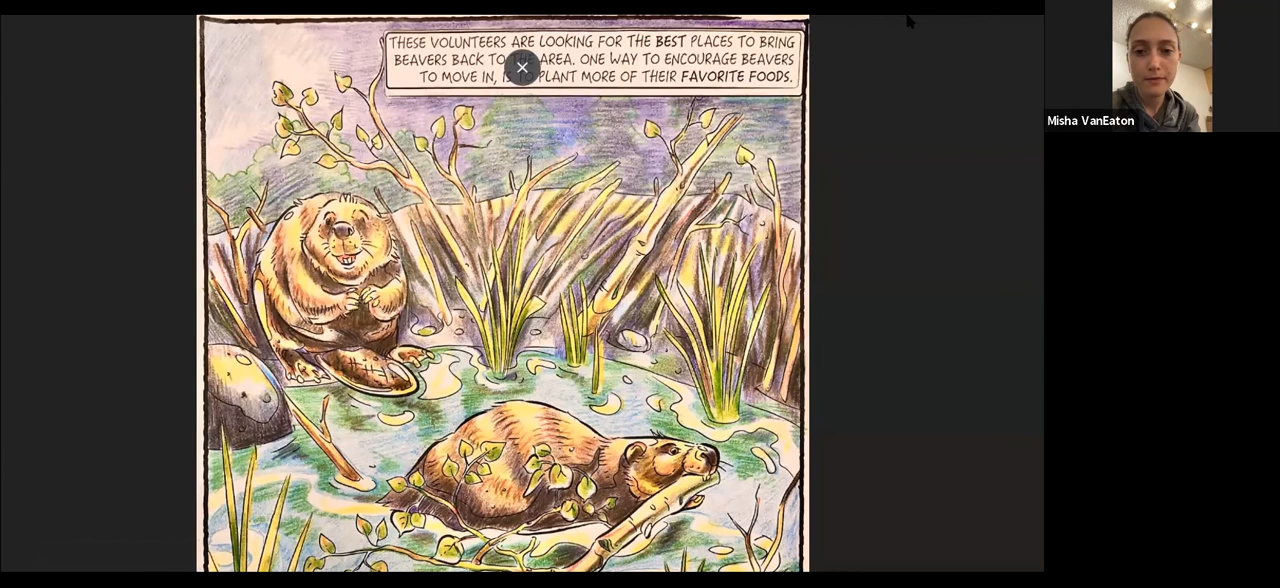 THESE VOLUNTEERS ARE LOOKING FOR THE BEST PLACES TO BRING
BEAVERS BACK TO AREA. ONE WAY TO ENCOURAGE BEAVERS
TO MOVE IN, TO PLANT MORE OF THEIR FAVORITE FOODS.
Misha VanEaton